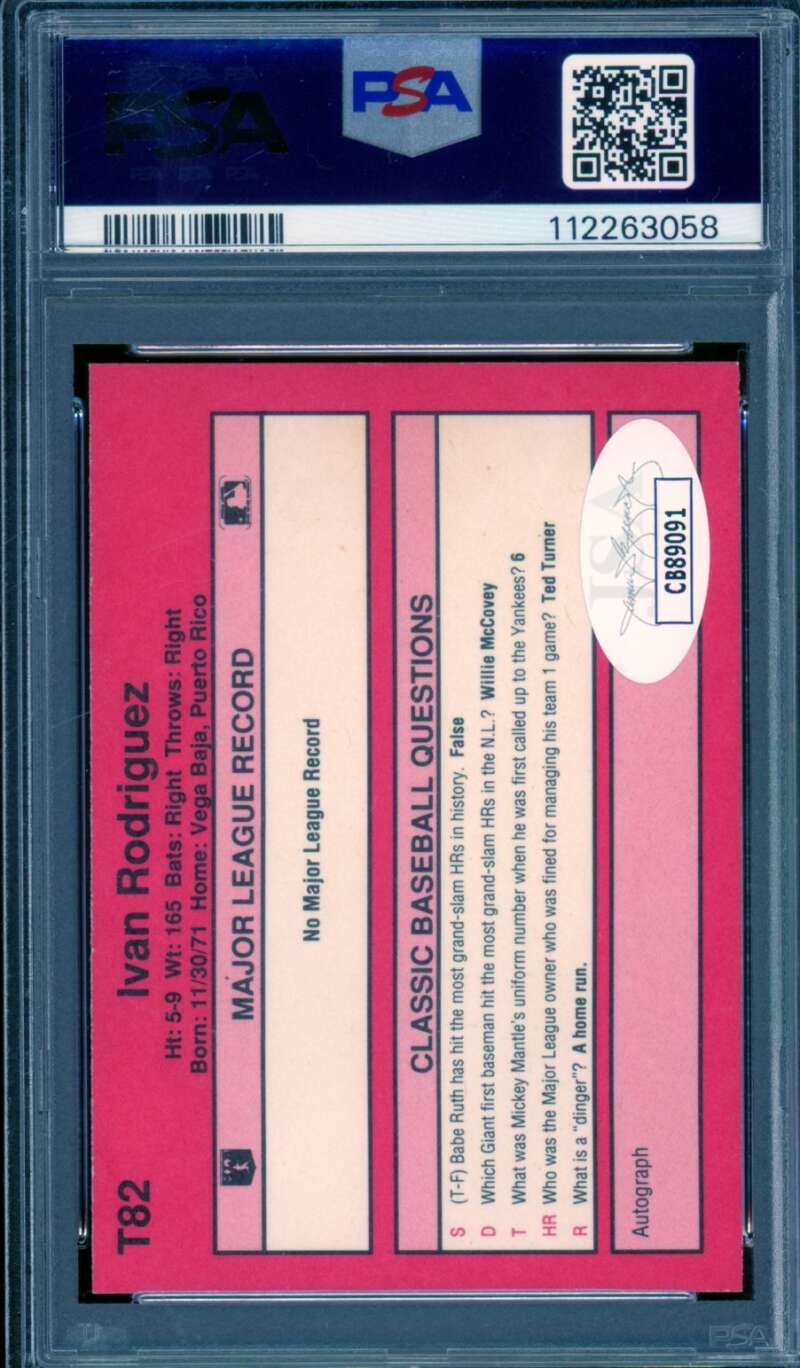 PSA
PSA
112263058
T82
Ivan Rodriguez
Ht: 5-9 Wt: 165 Bats: Right Throws: Right
Born: 11/30/71 Home: Vega Baja, Puerto Rico
MAJOR LEAGUE RECORD
No Major League Record
CLASSIC BASEBALL QUESTIONS
S (T-F) Babe Ruth has hit the most grand-slam HRs in history. False
D Which Giant first baseman hit the most grand-slam HRs in the N.L.? Willie McCovey
T What was Mickey Mantle's uniform number when he was first called up to the Yankees? 6
HR Who was the Major League owner who was fined for managing his team 1 game? Ted Turner
R What is a "dinger"? A home run.
Autograph
JSA
CB89091
PSA